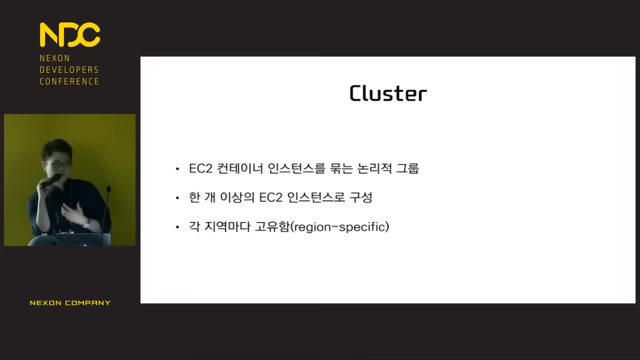 NDC
NEXON
DEVELOPERS
CONFERENCE
Cluster
• EC2 컨테이너 인스턴스를 묶는 논리적 그룹
• 한 개 이상의 EC2 인스턴스로 구성
• 각 지역마다 고유함(region-specific)
NEXON COMPANY